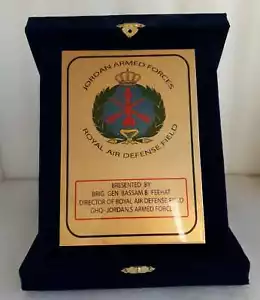 JORDAN ARMED FORCES
ROYAL AIR DEFENSE FIELD
PRESENTED BY
BRIG. GEN. BASSAM B. FREHAT
DIRECTOR OF ROYAL AIR DEFENSE FIELD
GHQ- JORDAN,S ARMED FORCES